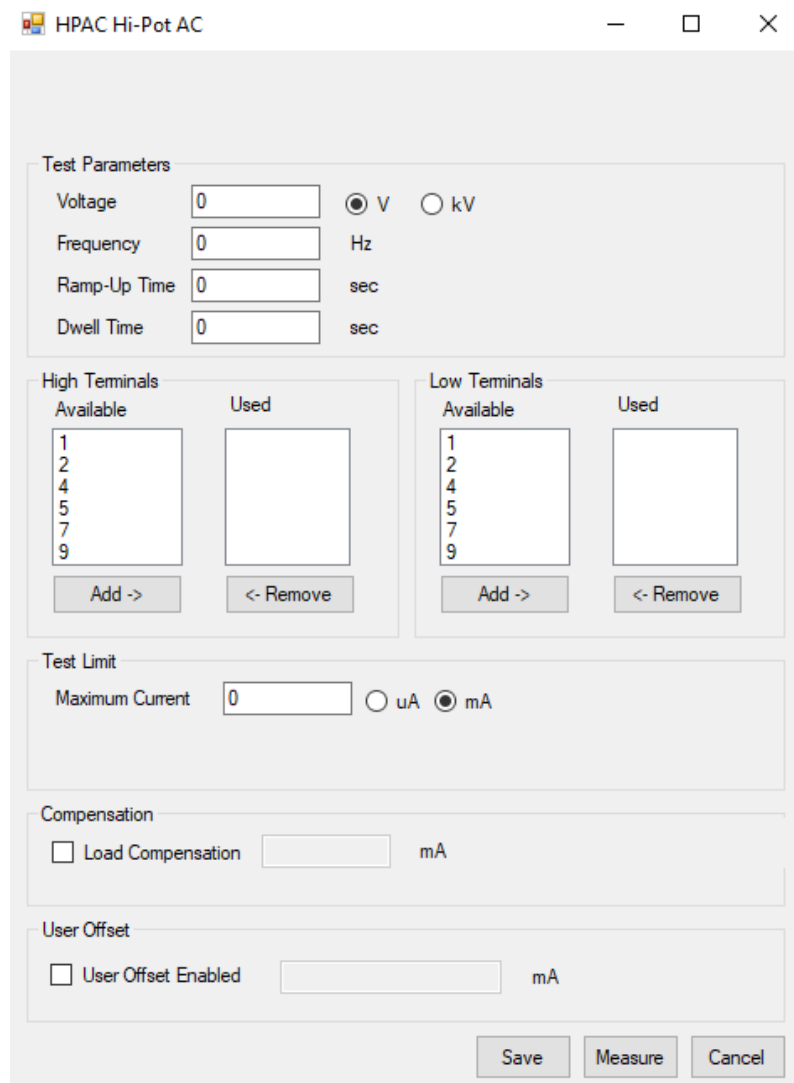 HPAC Hi-Pot AC
Test Parameters
Voltage 0 V kV
Frequency 0 Hz
Ramp-Up Time 0 sec
Dwell Time 0 sec
High Terminals
Available Used
1
2
4
5
7
9
Add -> <- Remove
Low Terminals
Available Used
1
2
4
5
7
9
Add -> <- Remove
Test Limit
Maximum Current 0 uA mA
Compensation
Load Compensation mA
User Offset
User Offset Enabled mA
Save Measure Cancel